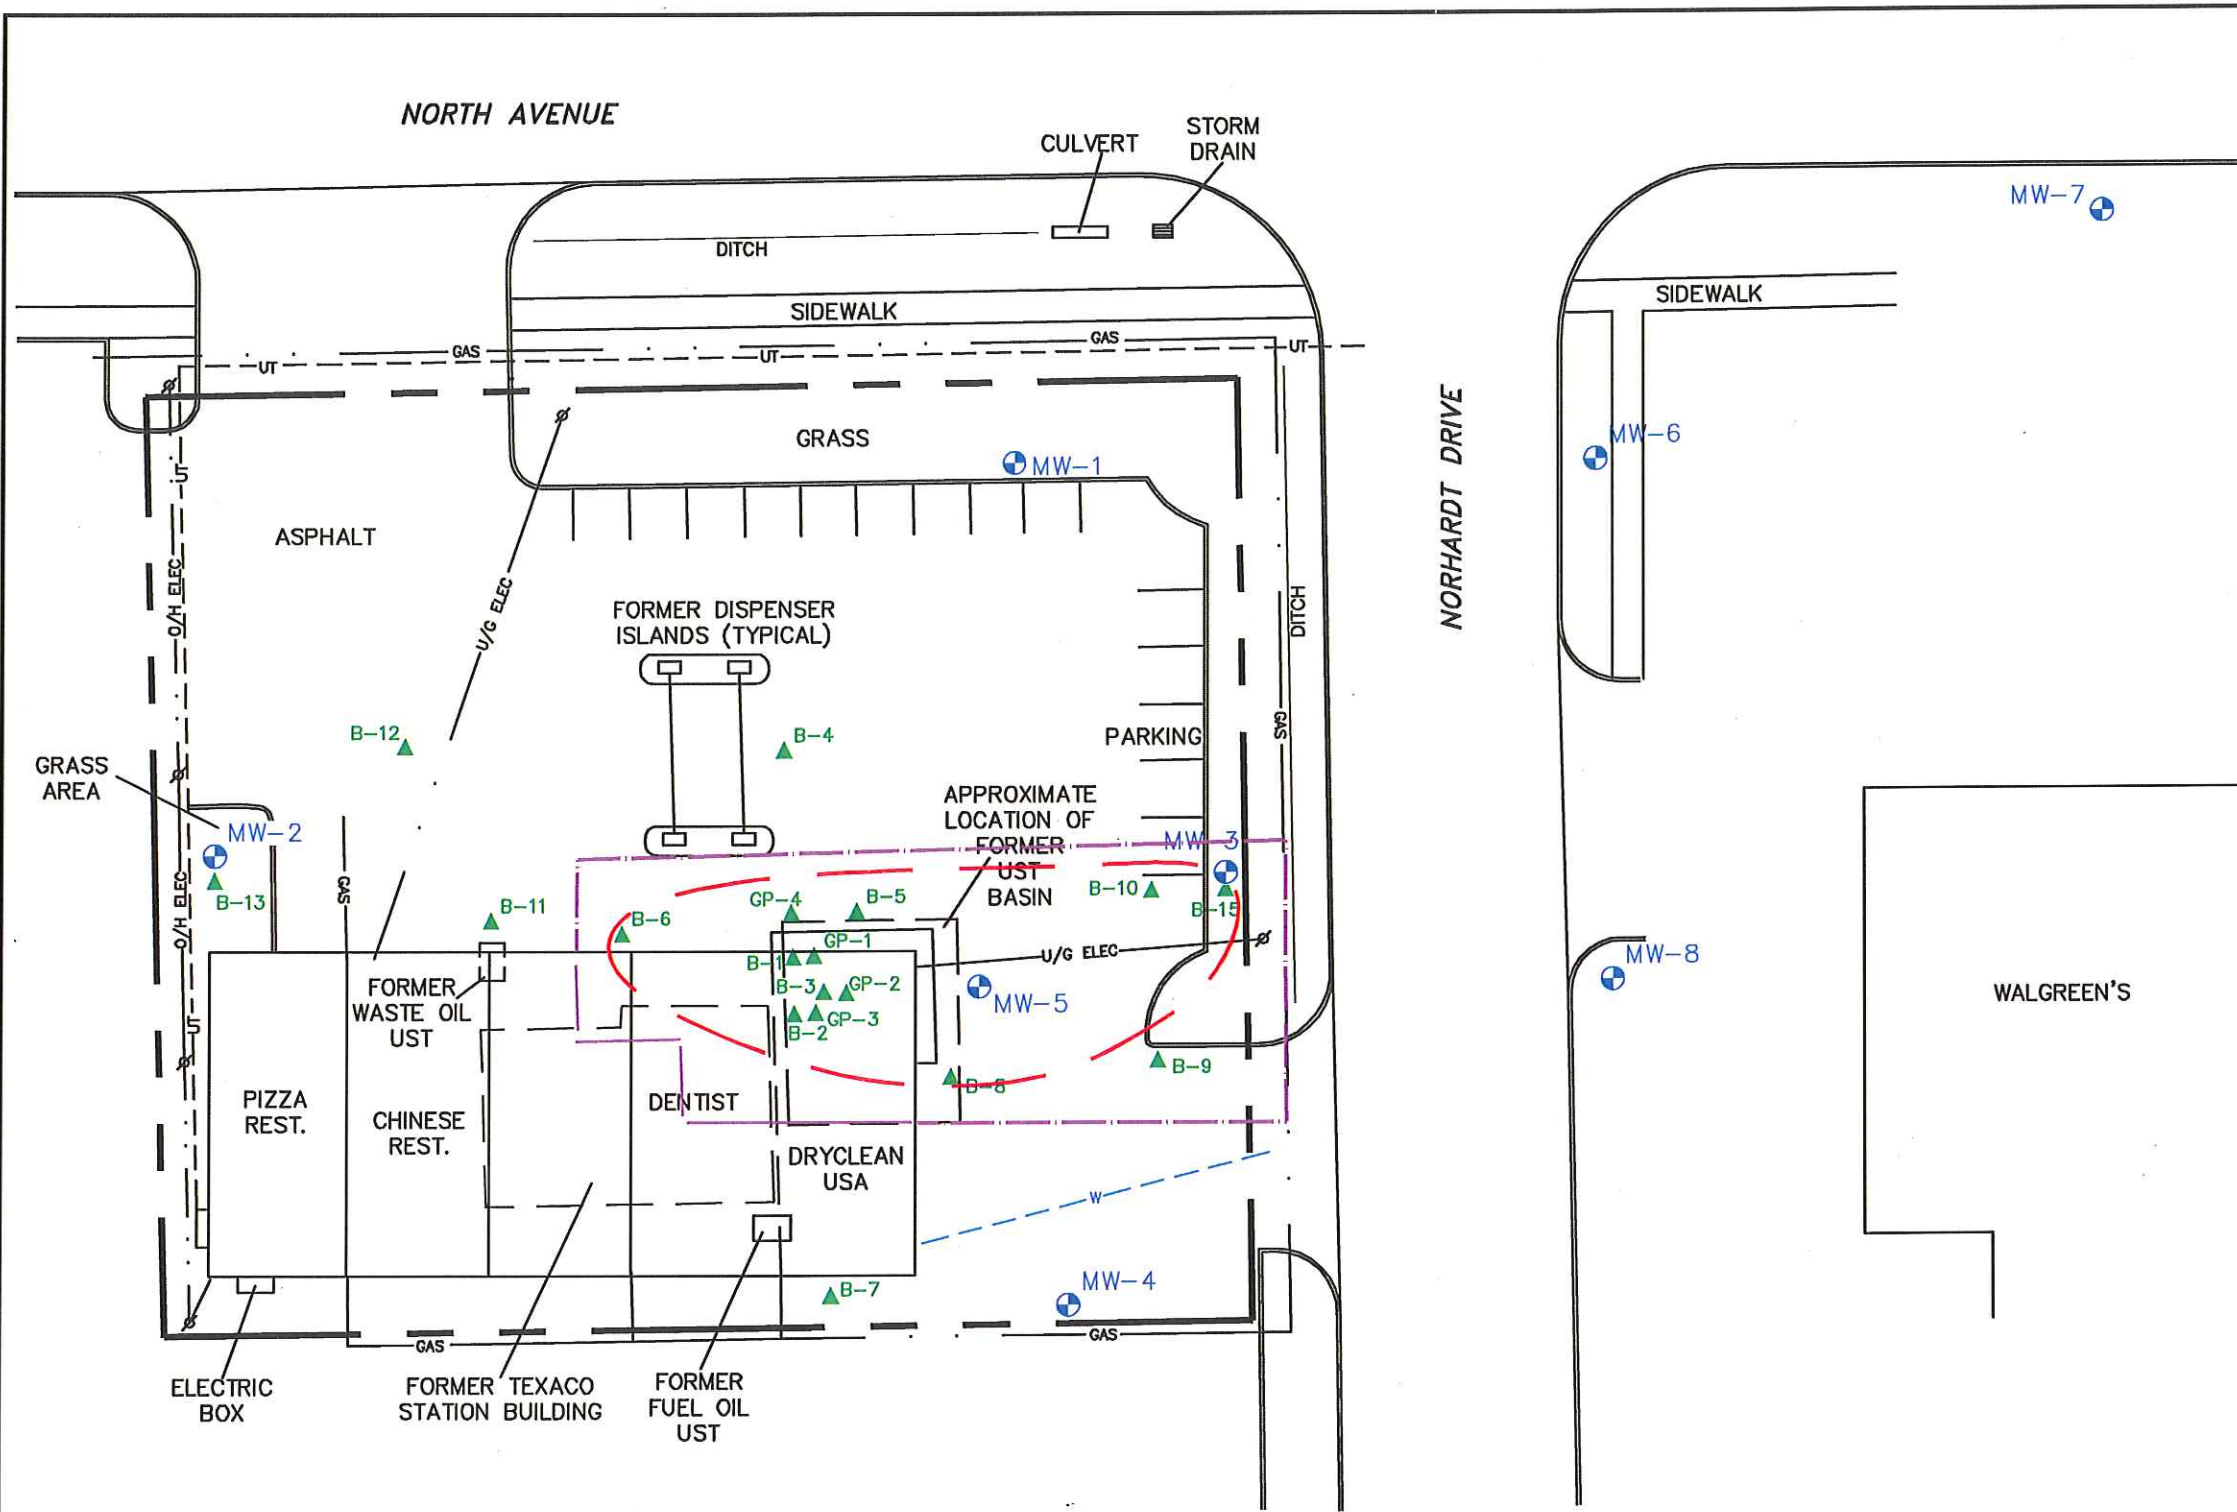 NORTH AVENUE
CULVERT
STORM
DRAIN
MW-7
DITCH
SIDEWALK
SIDEWALK
GAS
GAS
UT
UT
UT
GRASS
MW-1
MW-6
NORHARDT DRIVE
UT
ASPHALT
O/H ELEC
U/G ELEC
FORMER DISPENSER
ISLANDS (TYPICAL)
DITCH
GAS
B-12
B-4
PARKING
GRASS
AREA
APPROXIMATE
LOCATION OF
FORMER
UST
BASIN
MW-2
MW-3
B-13
O/H ELEC
GAS
B-11
B-6
GP-4
B-5
B-10
B-15
GP-1
B-1
U/G ELEC
MW-8
FORMER
WASTE OIL
UST
B-3
GP-2
MW-5
WALGREEN'S
UT
B-2
GP-3
B-9
B-8
PIZZA
REST.
CHINESE
REST.
DENTIST
DRYCLEAN
USA
W
B-7
MW-4
GAS
GAS
ELECTRIC
BOX
FORMER TEXACO
STATION BUILDING
FORMER
FUEL OIL
UST